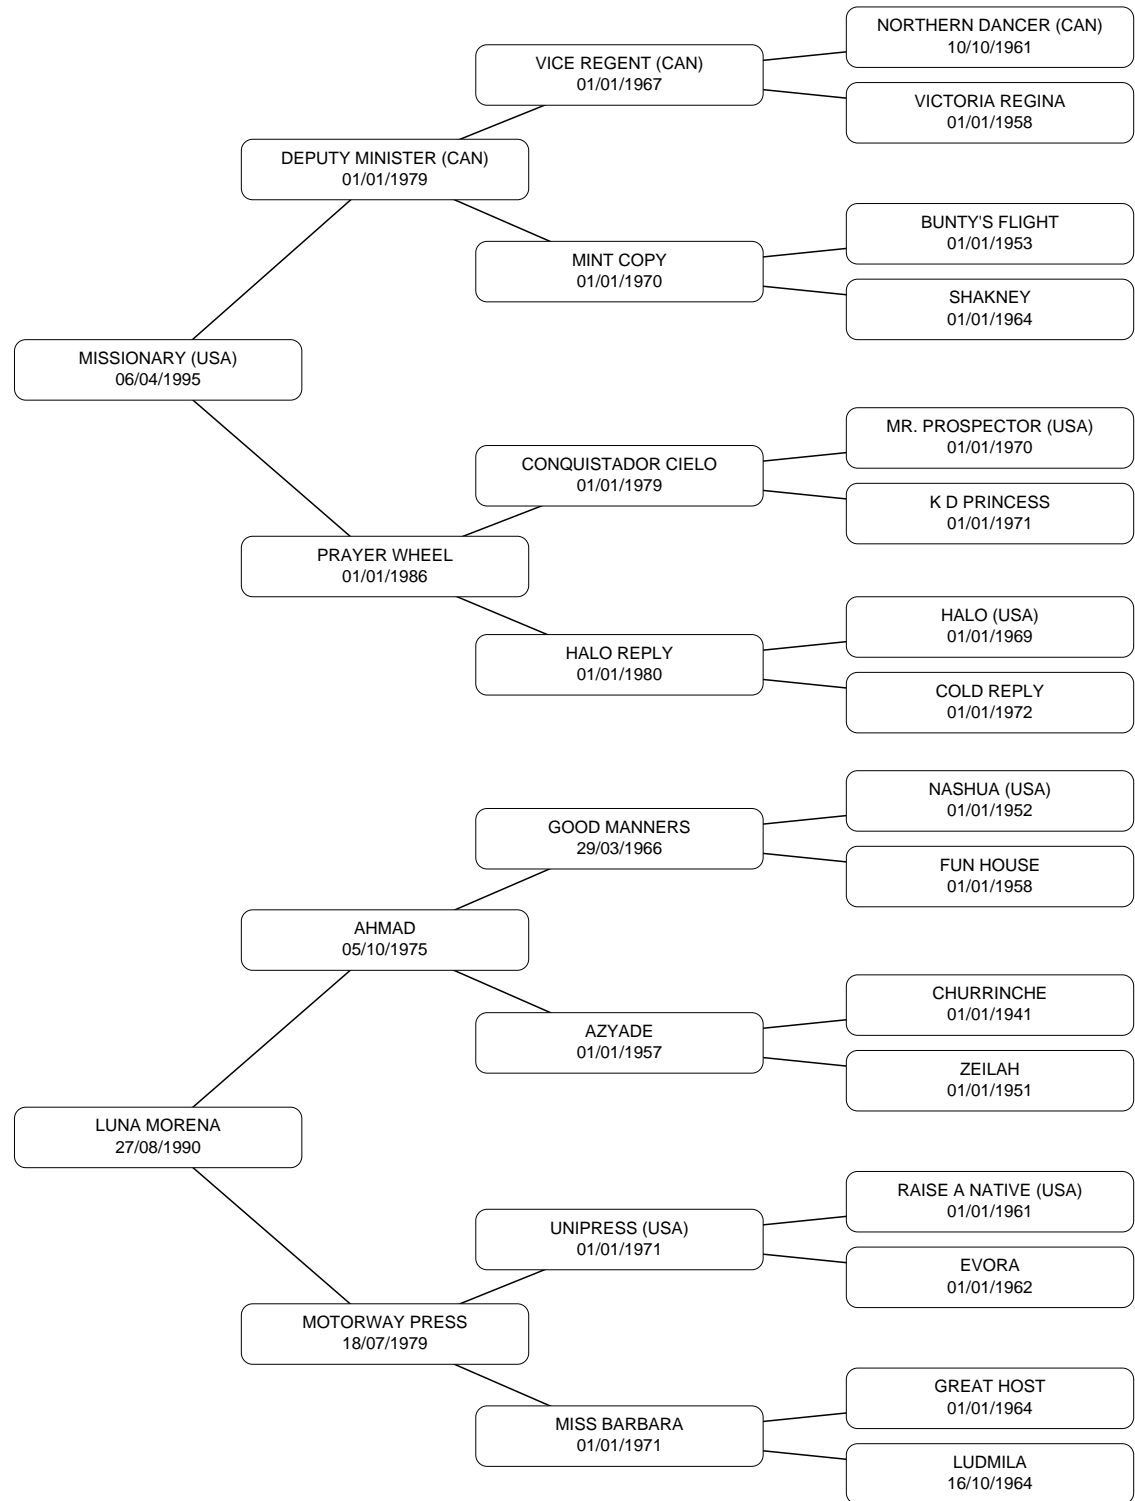 NORTHERN DANCER (CAN)
10/10/1961
VICE REGENT (CAN)
01/01/1967
VICTORIA REGINA
01/01/1958
DEPUTY MINISTER (CAN)
01/01/1979
BUNTY'S FLIGHT
01/01/1953
MINT COPY
01/01/1970
SHAKNEY
01/01/1964
MISSIONARY (USA)
06/04/1995
MR. PROSPECTOR (USA)
01/01/1970
CONQUISTADOR CIELO
01/01/1979
K D PRINCESS
01/01/1971
PRAYER WHEEL
01/01/1986
HALO (USA)
01/01/1969
HALO REPLY
01/01/1980
COLD REPLY
01/01/1972
NASHUA (USA)
01/01/1952
GOOD MANNERS
29/03/1966
FUN HOUSE
01/01/1958
AHMAD
05/10/1975
CHURRINCHE
01/01/1941
AZYADE
01/01/1957
ZEILAH
01/01/1951
LUNA MORENA
27/08/1990
RAISE A NATIVE (USA)
01/01/1961
UNIPRESS (USA)
01/01/1971
EVORA
01/01/1962
MOTORWAY PRESS
18/07/1979
GREAT HOST
01/01/1964
MISS BARBARA
01/01/1971
LUDMILA
16/10/1964